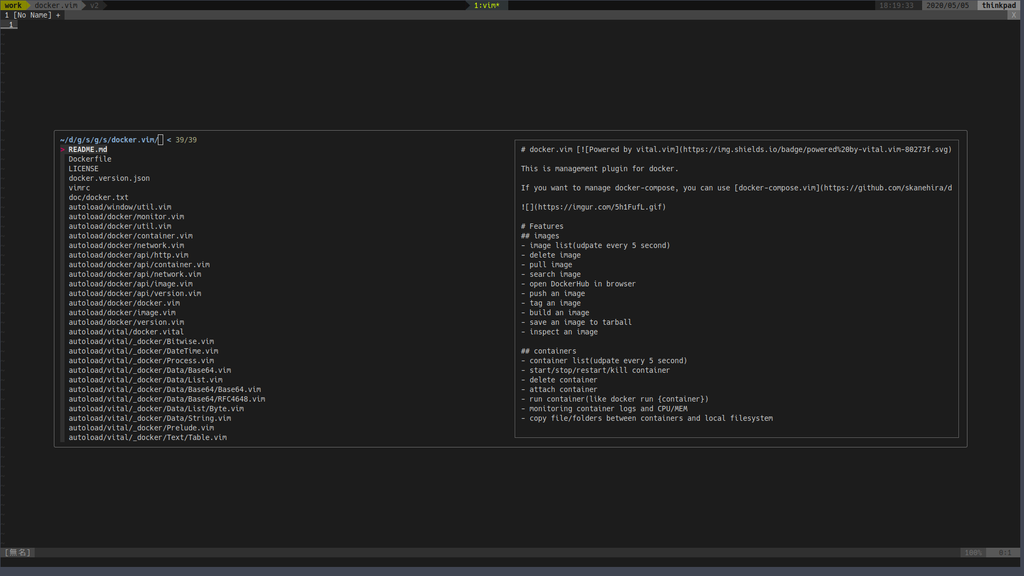 work docker.vim v2 1:vim* 18:19:33 2020/05/05 thinkpad
1 [No Name] + X
1
~/d/g/s/g/s/docker.vim/ < 39/39
> README.md
Dockerfile
LICENSE
docker.version.json
vimrc
doc/docker.txt
autoload/window/util.vim
autoload/docker/monitor.vim
autoload/docker/util.vim
autoload/docker/container.vim
autoload/docker/network.vim
autoload/docker/api/http.vim
autoload/docker/api/container.vim
autoload/docker/api/network.vim
autoload/docker/api/image.vim
autoload/docker/api/version.vim
autoload/docker/docker.vim
autoload/docker/image.vim
autoload/docker/version.vim
autoload/vital/docker.vital
autoload/vital/_docker/Bitwise.vim
autoload/vital/_docker/DateTime.vim
autoload/vital/_docker/Process.vim
autoload/vital/_docker/Data/Base64.vim
autoload/vital/_docker/Data/List.vim
autoload/vital/_docker/Data/Base64/Base64.vim
autoload/vital/_docker/Data/Base64/RFC4648.vim
autoload/vital/_docker/Data/List/Byte.vim
autoload/vital/_docker/Data/String.vim
autoload/vital/_docker/Prelude.vim
autoload/vital/_docker/Text/Table.vim
# docker.vim [![Powered by vital.vim](https://img.shields.io/badge/powered%20by-vital.vim-80273f.svg)
This is management plugin for docker.
If you want to manage docker-compose, you can use [docker-compose.vim](https://github.com/skanehira/d
![](https://imgur.com/5h1FufL.gif)
# Features
## images
- image list(udpate every 5 second)
- delete image
- pull image
- search image
- open DockerHub in browser
- push an image
- tag an image
- build an image
- save an image to tarball
- inspect an image
## containers
- container list(udpate every 5 second)
- start/stop/restart/kill container
- delete container
- attach container
- run container(like docker run {container})
- monitoring container logs and CPU/MEM
- copy file/folders between containers and local filesystem
[無名] 100% 0:1